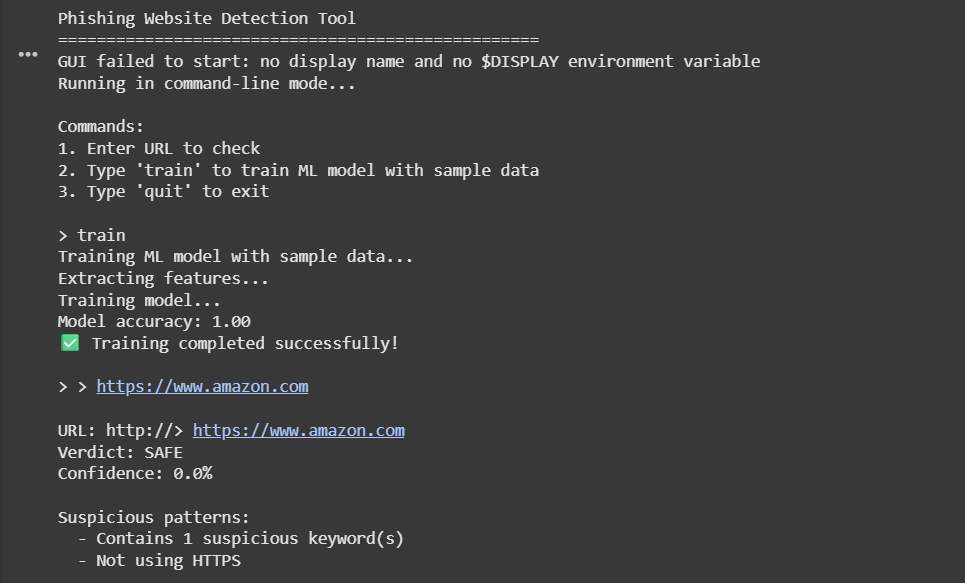 Phishing Website Detection Tool
==================================================
GUI failed to start: no display name and no $DISPLAY environment variable
Running in command-line mode...
Commands:
1. Enter URL to check
2. Type 'train' to train ML model with sample data
3. Type 'quit' to exit
> train
Training ML model with sample data...
Extracting features...
Training model...
Model accuracy: 1.00
✅ Training completed successfully!
> > https://www.amazon.com
URL: http://> https://www.amazon.com
Verdict: SAFE
Confidence: 0.0%
Suspicious patterns:
- Contains 1 suspicious keyword(s)
- Not using HTTPS